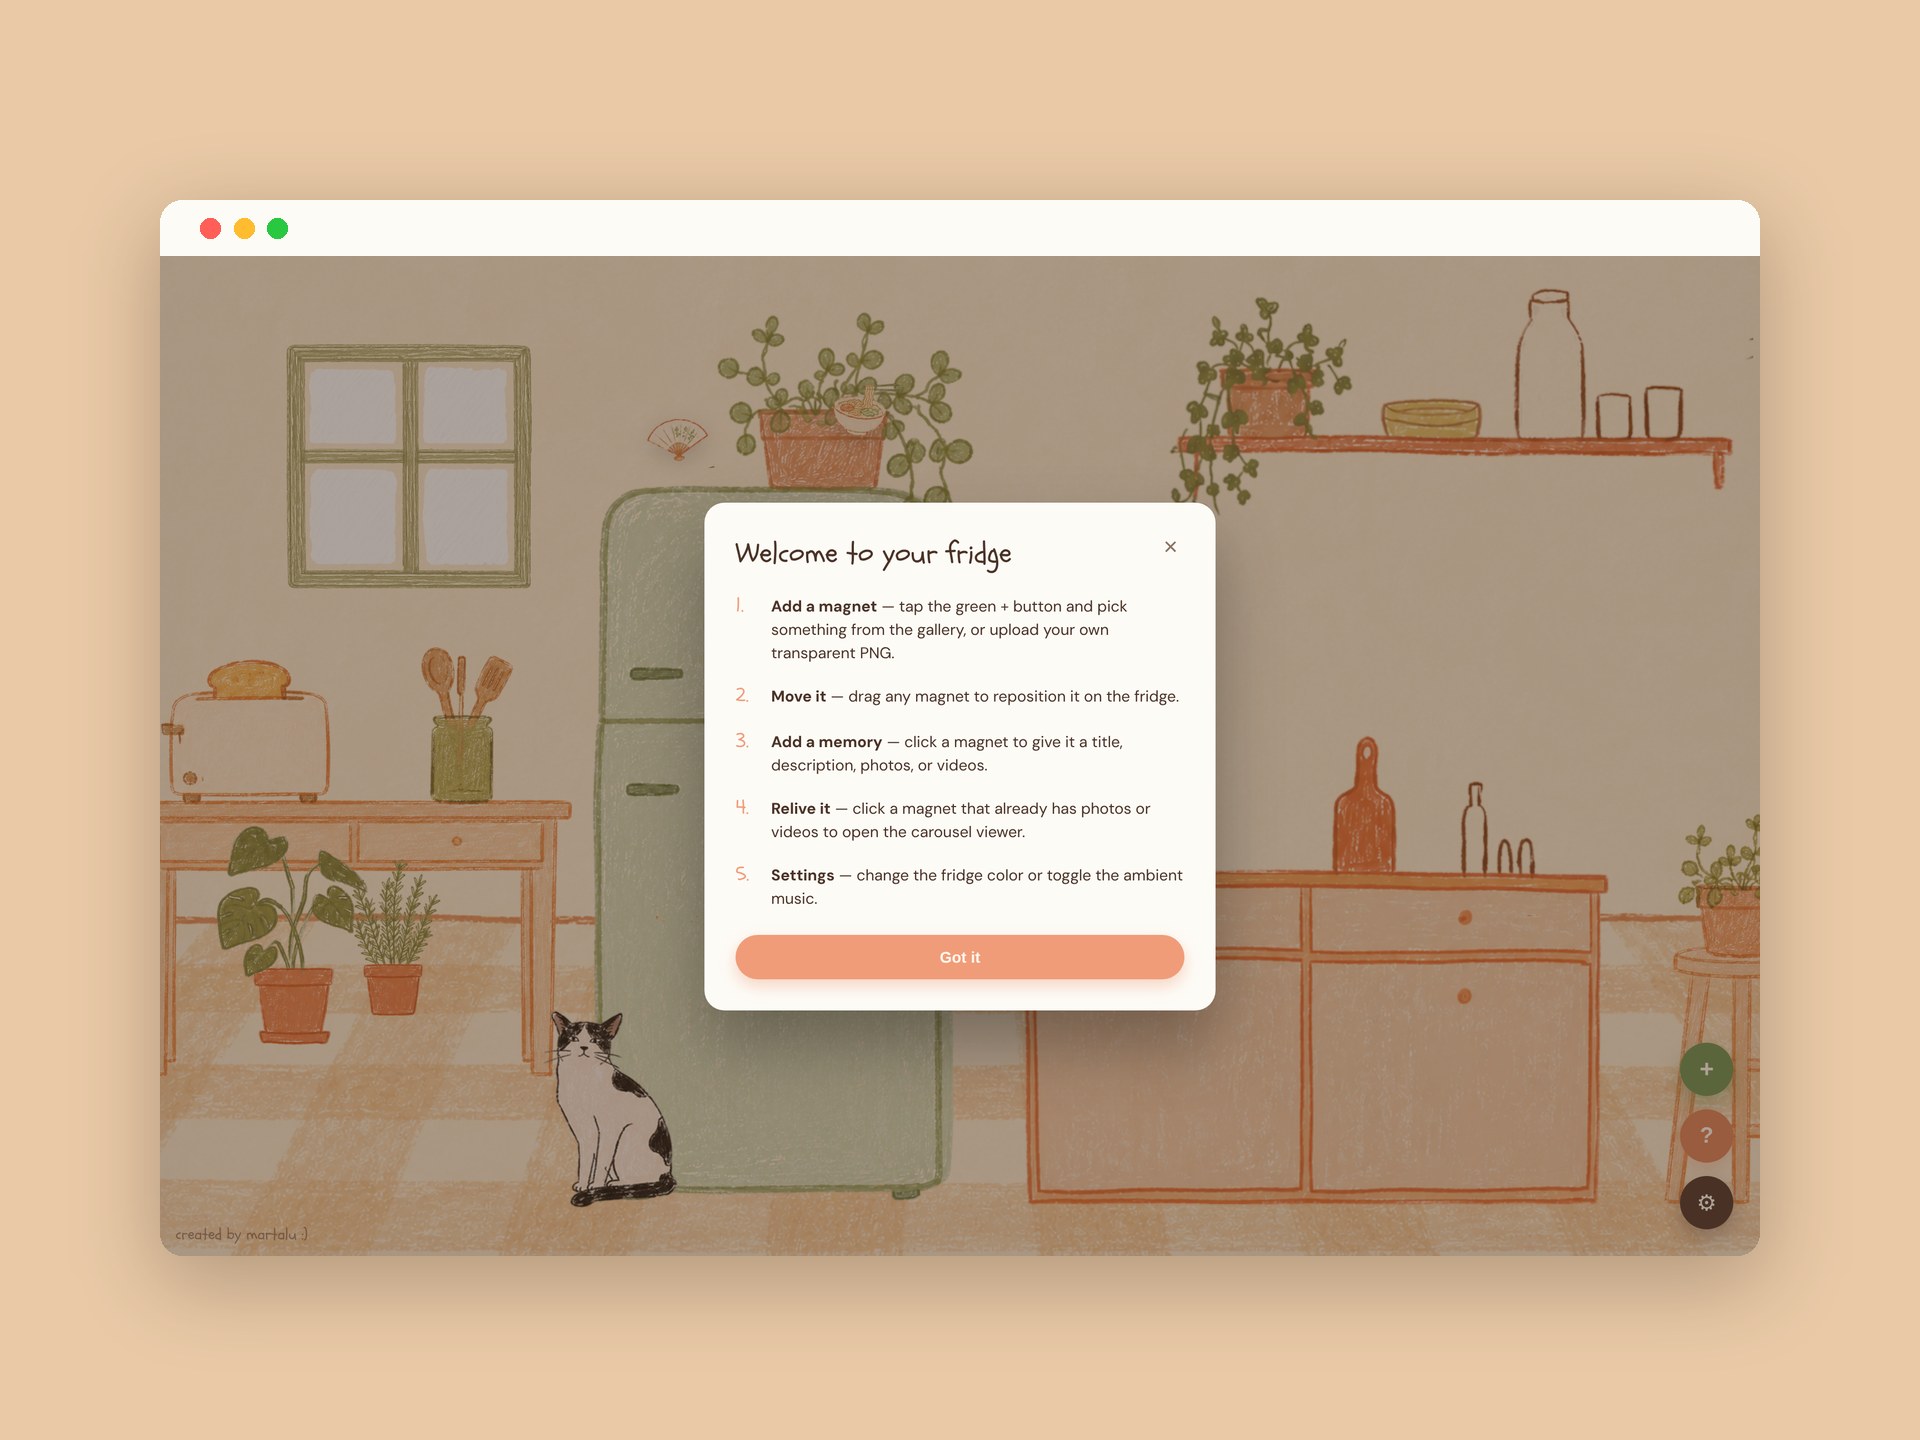 Welcome to your fridge
×
1. Add a magnet — tap the green + button and pick
something from the gallery, or upload your own
transparent PNG.
2. Move it — drag any magnet to reposition it on the fridge.
3. Add a memory — click a magnet to give it a title,
description, photos, or videos.
4. Relive it — click a magnet that already has photos or
videos to open the carousel viewer.
5. Settings — change the fridge color or toggle the ambient
music.
Got it
+
?
created by martalu :)